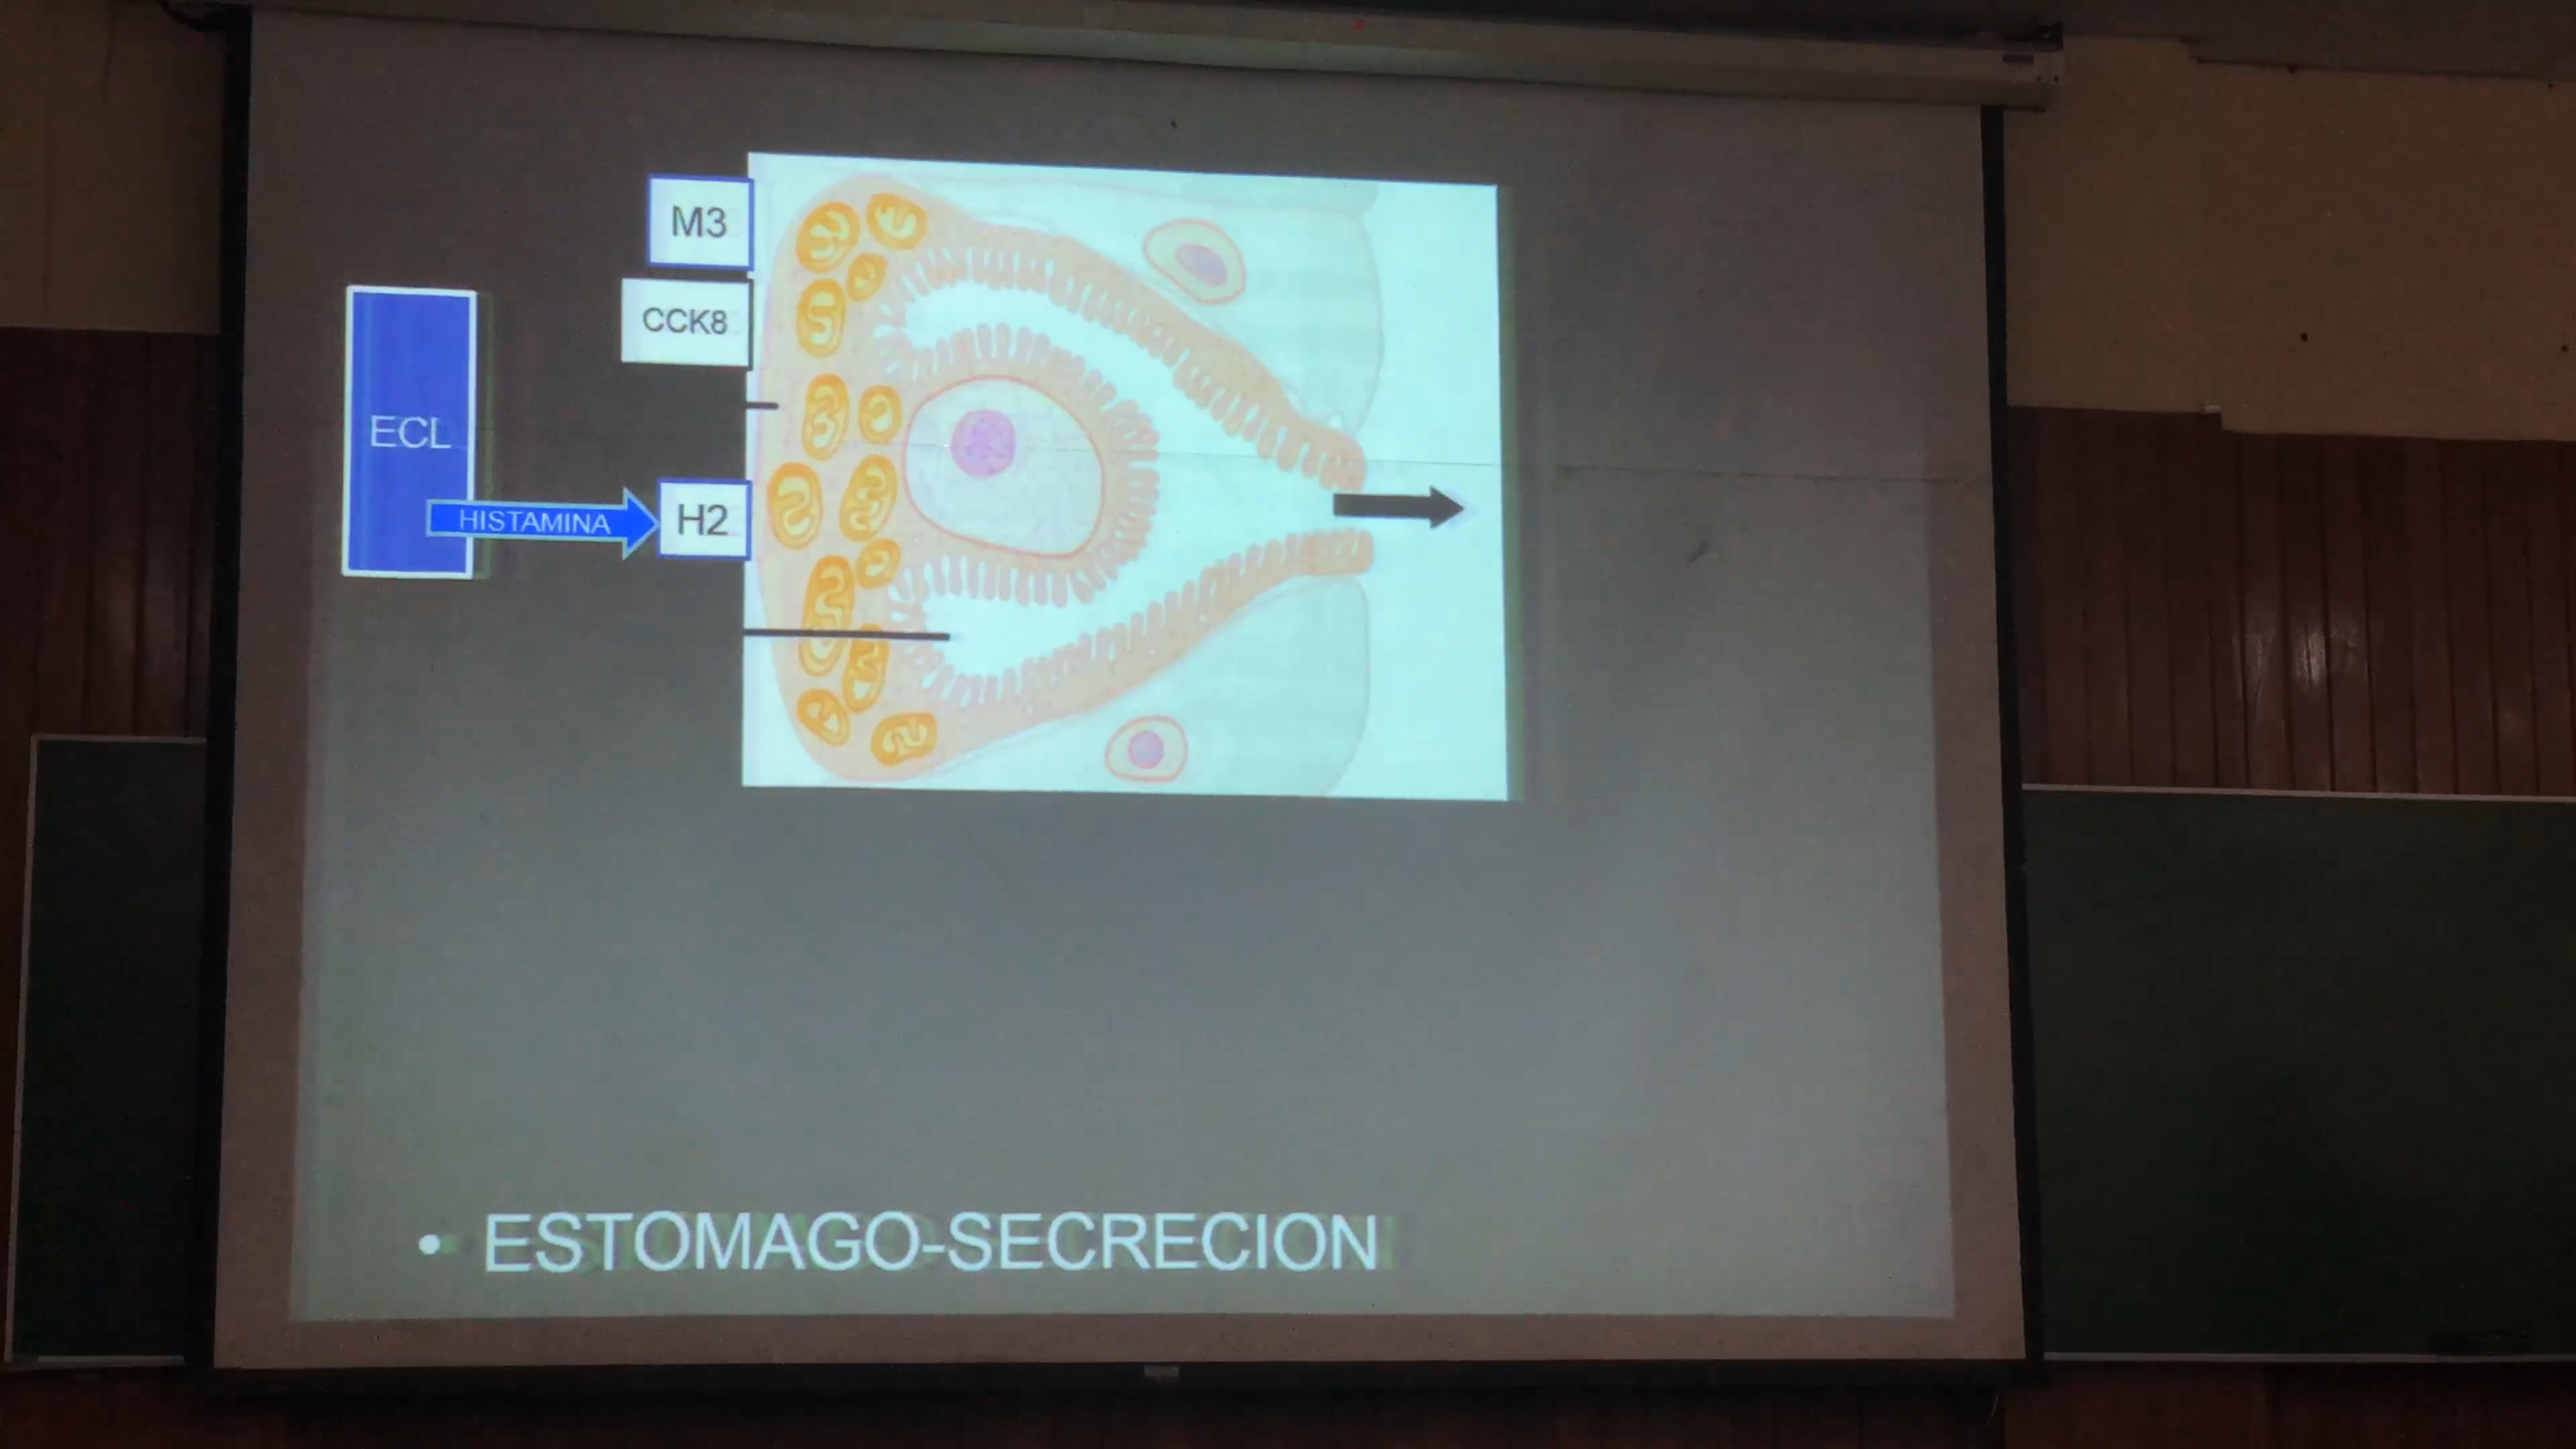 M3
CCK8
ECL
HISTAMINA
H2
• ESTOMAGO-SECRECION